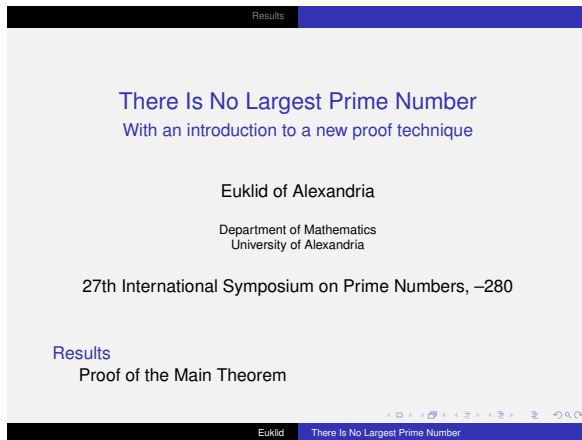 Results
There Is No Largest Prime Number
With an introduction to a new proof technique
Euklid of Alexandria
Department of Mathematics
University of Alexandria
27th International Symposium on Prime Numbers, –280
Results
Proof of the Main Theorem
Euklid There Is No Largest Prime Number